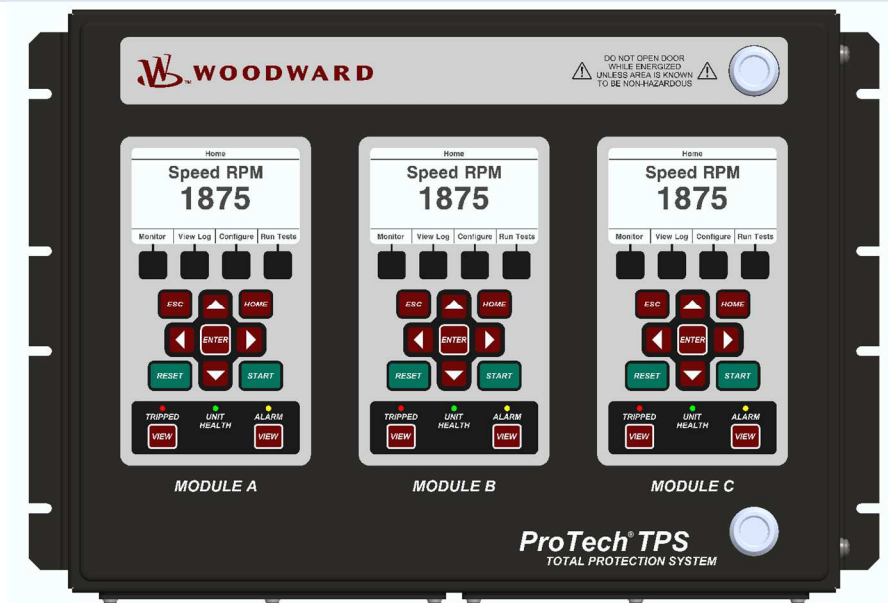 WOODWARD
DO NOT OPEN DOOR
WHILE ENERGIZED
UNLESS AREA IS KNOWN
TO BE NON-HAZARDOUS
Home
Speed RPM
1875
Monitor View Log Configure Run Tests
ESC HOME
ENTER
RESET START
TRIPPED UNIT HEALTH ALARM
VIEW VIEW
MODULE A
Home
Speed RPM
1875
Monitor View Log Configure Run Tests
ESC HOME
ENTER
RESET START
TRIPPED UNIT HEALTH ALARM
VIEW VIEW
MODULE B
Home
Speed RPM
1875
Monitor View Log Configure Run Tests
ESC HOME
ENTER
RESET START
TRIPPED UNIT HEALTH ALARM
VIEW VIEW
MODULE C
ProTech® TPS
TOTAL PROTECTION SYSTEM